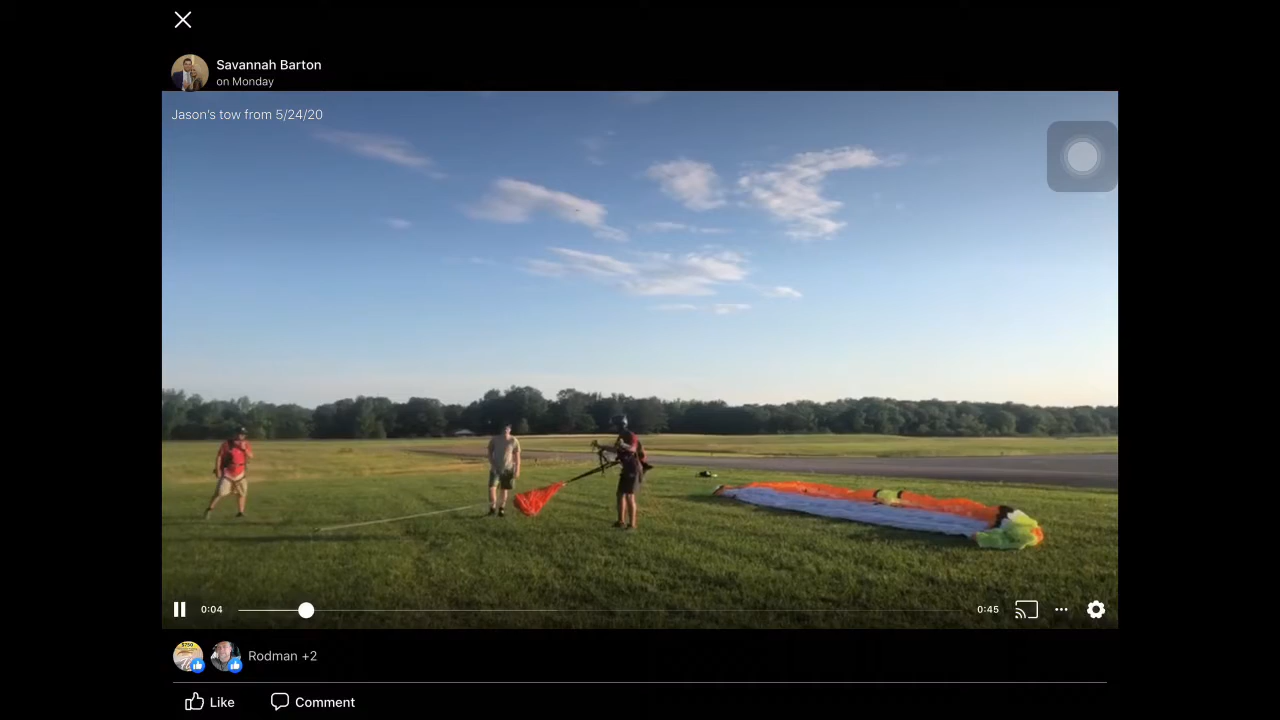 Savannah Barton
on Monday
Jason's tow from 5/24/20
0:04
0:45
Rodman +2
Like
Comment